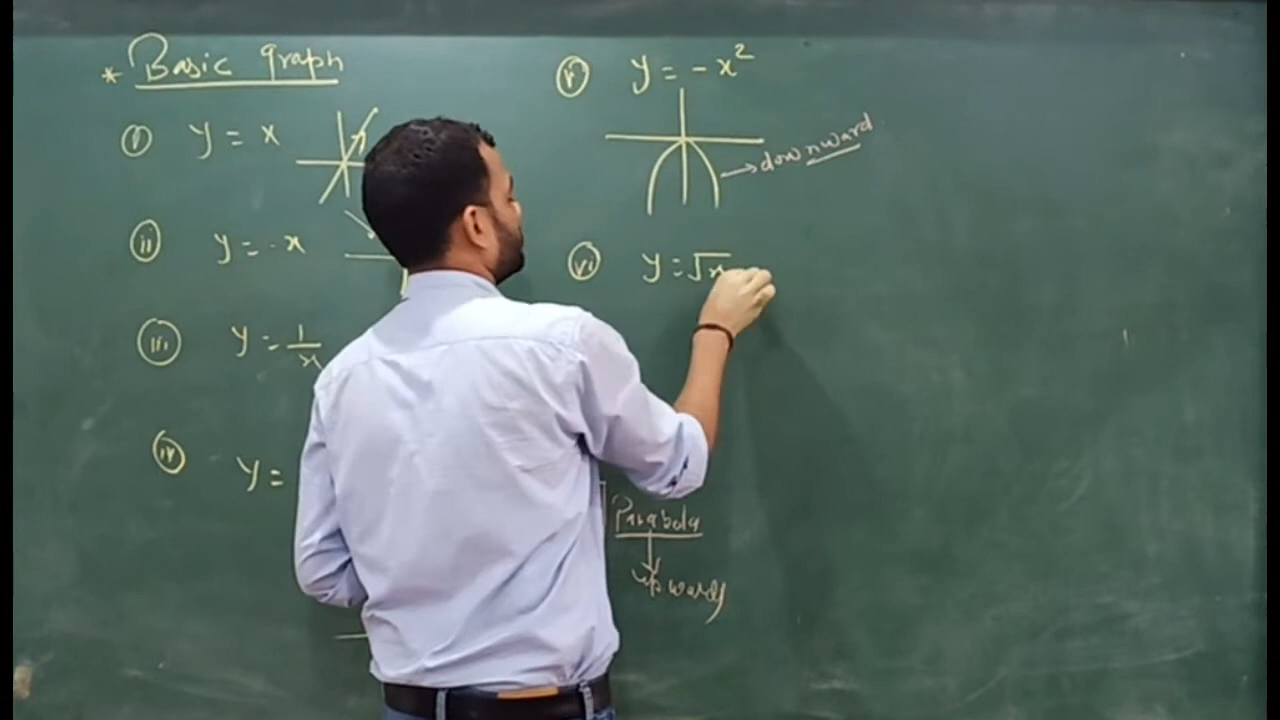 * Basic graph
(i) y = x
(ii) y = -x
(iii) y = 1/x
(iv) y =
Parabola
upwards
(v) y = -x²
downward
(vi) y = √x